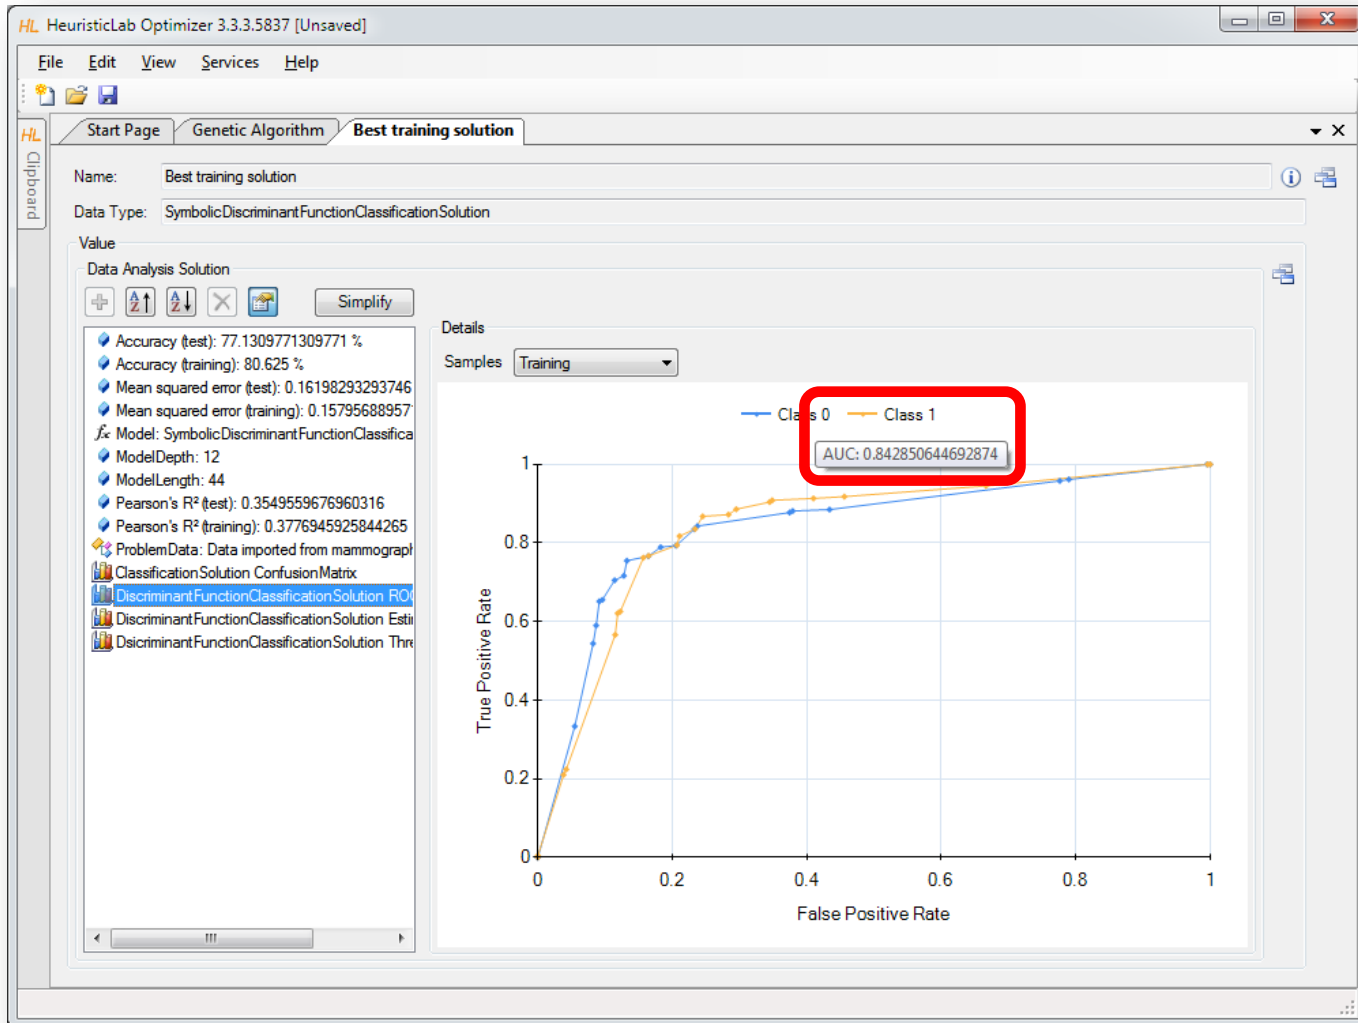 HL HeuristicLab Optimizer 3.3.3.5837 [Unsaved]
File Edit View Services Help
HL Clipboard
Start Page Genetic Algorithm Best training solution
Name: Best training solution
Data Type: SymbolicDiscriminantFunctionClassificationSolution
Value
Data Analysis Solution
Simplify
Accuracy (test): 77.1309771309771 %
Accuracy (training): 80.625 %
Mean squared error (test): 0.16198293293746
Mean squared error (training): 0.1579568895 7
Model: SymbolicDiscriminantFunctionClassifica
ModelDepth: 12
ModelLength: 44
Pearson's R² (test): 0.3549559676960316
Pearson's R² (training): 0.3776945925844265
ProblemData: Data imported from mammograph
ClassificationSolution ConfusionMatrix
DiscriminantFunctionClassificationSolution ROC
DiscriminantFunctionClassificationSolution Esti
DsicriminantFunctionClassificationSolution Thre
Details
Samples Training
Class 0 Class 1
AUC: 0.842850644692874
1
0.8
0.6
0.4
0.2
0
True Positive Rate
0 0.2 0.4 0.6 0.8 1
False Positive Rate